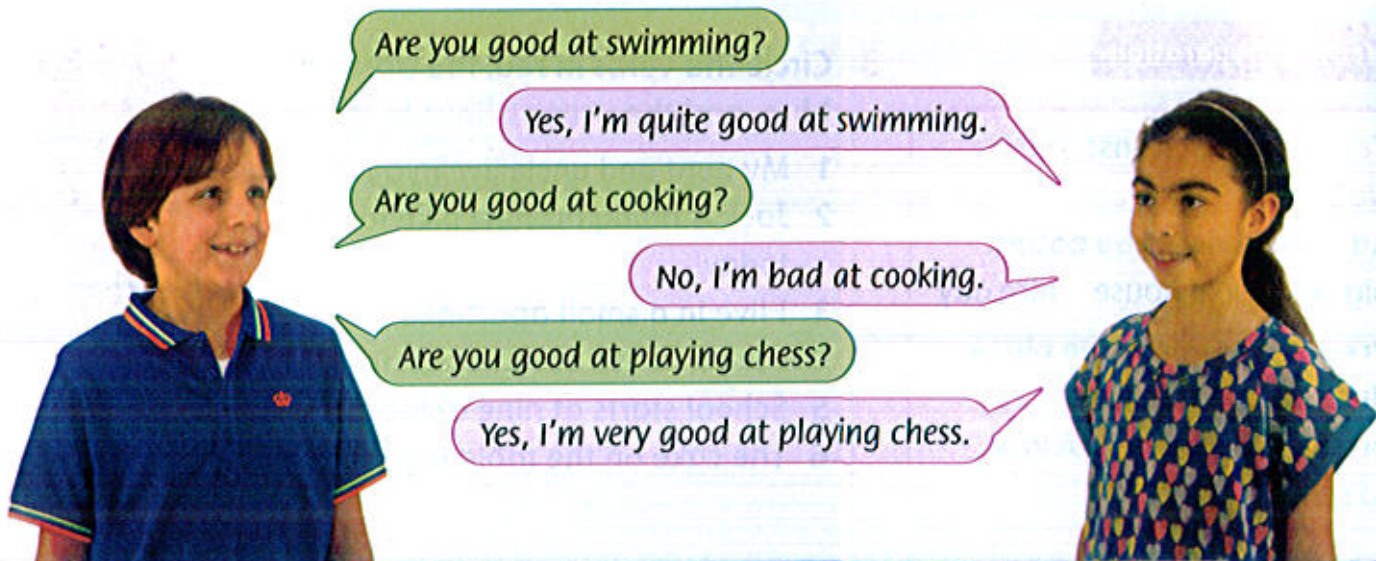 Are you good at swimming?
Yes, I'm quite good at swimming.
Are you good at cooking?
No, I'm bad at cooking.
Are you good at playing chess?
Yes, I'm very good at playing chess.